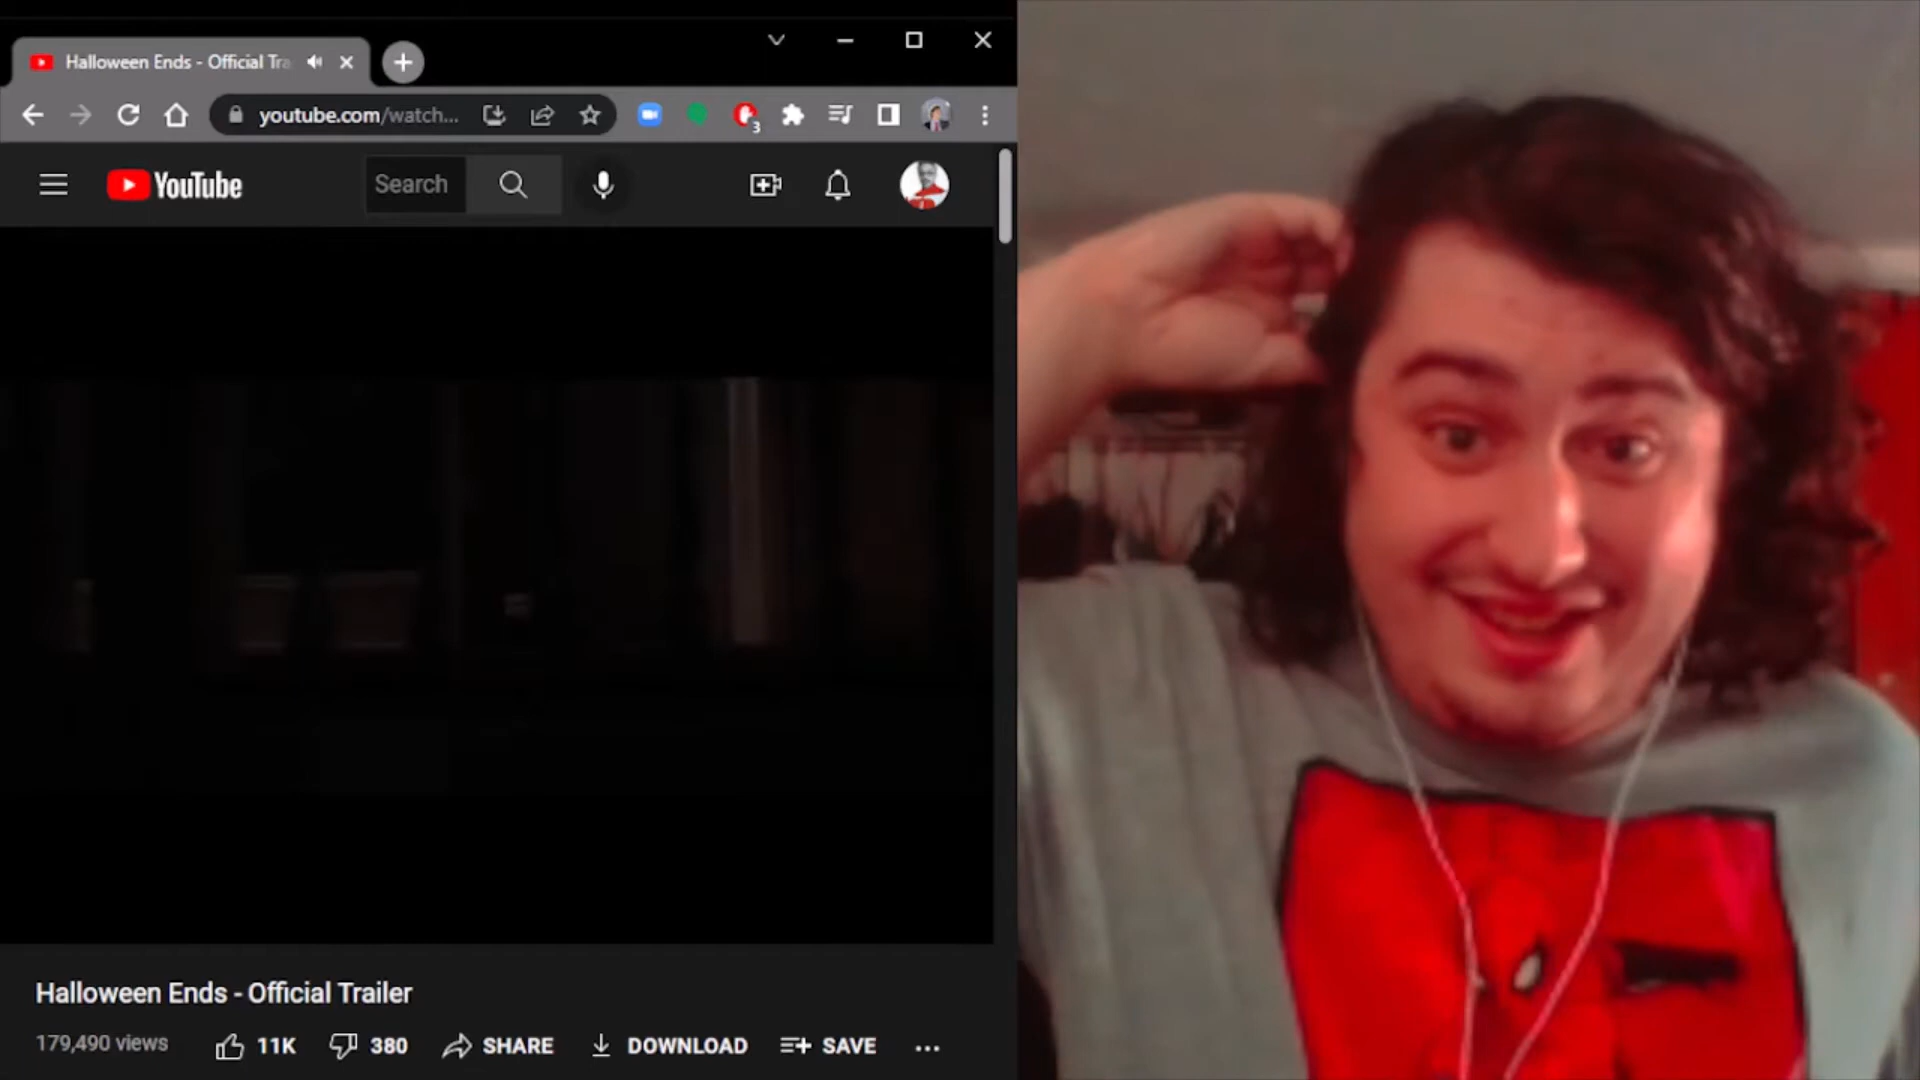 Halloween Ends - Official Tra
youtube.com/watch...
3
YouTube
Search
Halloween Ends - Official Trailer
179,490 views 11K 380 SHARE DOWNLOAD SAVE